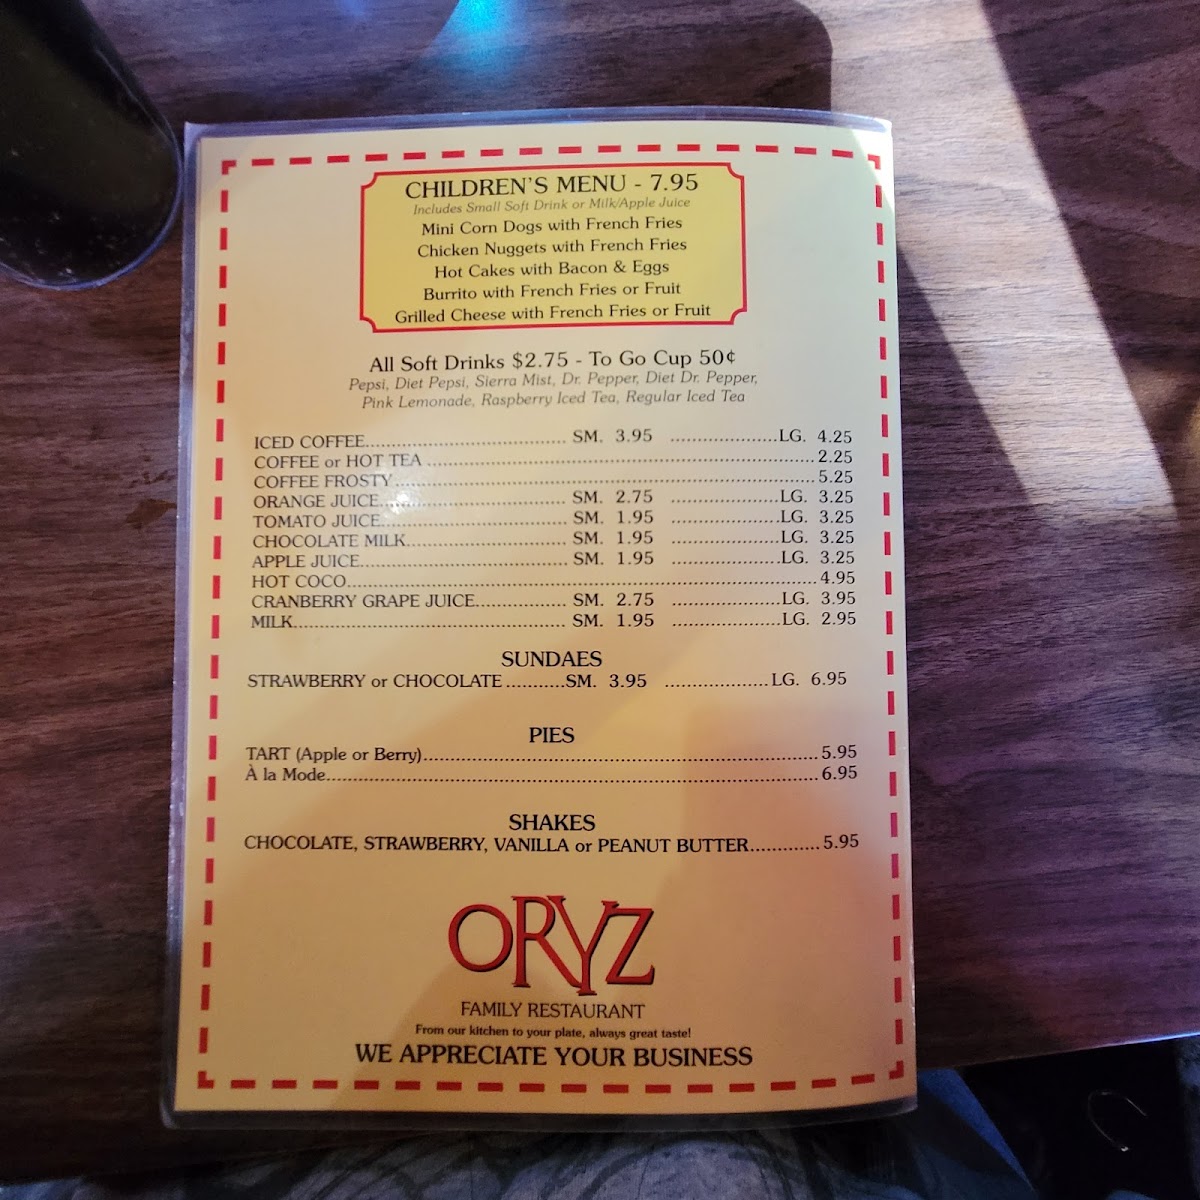 CHILDREN'S MENU - 7.95
Includes Small Soft Drink or Milk/Apple Juice
Mini Corn Dogs with French Fries
Chicken Nuggets with French Fries
Hot Cakes with Bacon & Eggs
Burrito with French Fries or Fruit
Grilled Cheese with French Fries or Fruit
All Soft Drinks $2.75 - To Go Cup 50¢
Pepsi, Diet Pepsi, Sierra Mist, Dr. Pepper, Diet Dr. Pepper,
Pink Lemonade, Raspberry Iced Tea, Regular Iced Tea
ICED COFFEE.......... SM. 3.95 ..........LG. 4.25
COFFEE or HOT TEA .......... 2.25
COFFEE FROSTY.......... 5.25
ORANGE JUICE.......... SM. 2.75 ..........LG. 3.25
TOMATO JUICE.......... SM. 1.95 ..........LG. 3.25
CHOCOLATE MILK.......... SM. 1.95 ..........LG. 3.25
APPLE JUICE.......... SM. 1.95 ..........LG. 3.25
HOT COCO.......... 4.95
CRANBERRY GRAPE JUICE.......... SM. 2.75 ..........LG. 3.95
MILK.......... SM. 1.95 ..........LG. 2.95
SUNDAES
STRAWBERRY or CHOCOLATE ..........SM. 3.95 ..........LG. 6.95
PIES
TART (Apple or Berry).......... 5.95
À la Mode.......... 6.95
SHAKES
CHOCOLATE, STRAWBERRY, VANILLA or PEANUT BUTTER.......... 5.95
ORYZ
FAMILY RESTAURANT
From our kitchen to your plate, always great taste!
WE APPRECIATE YOUR BUSINESS